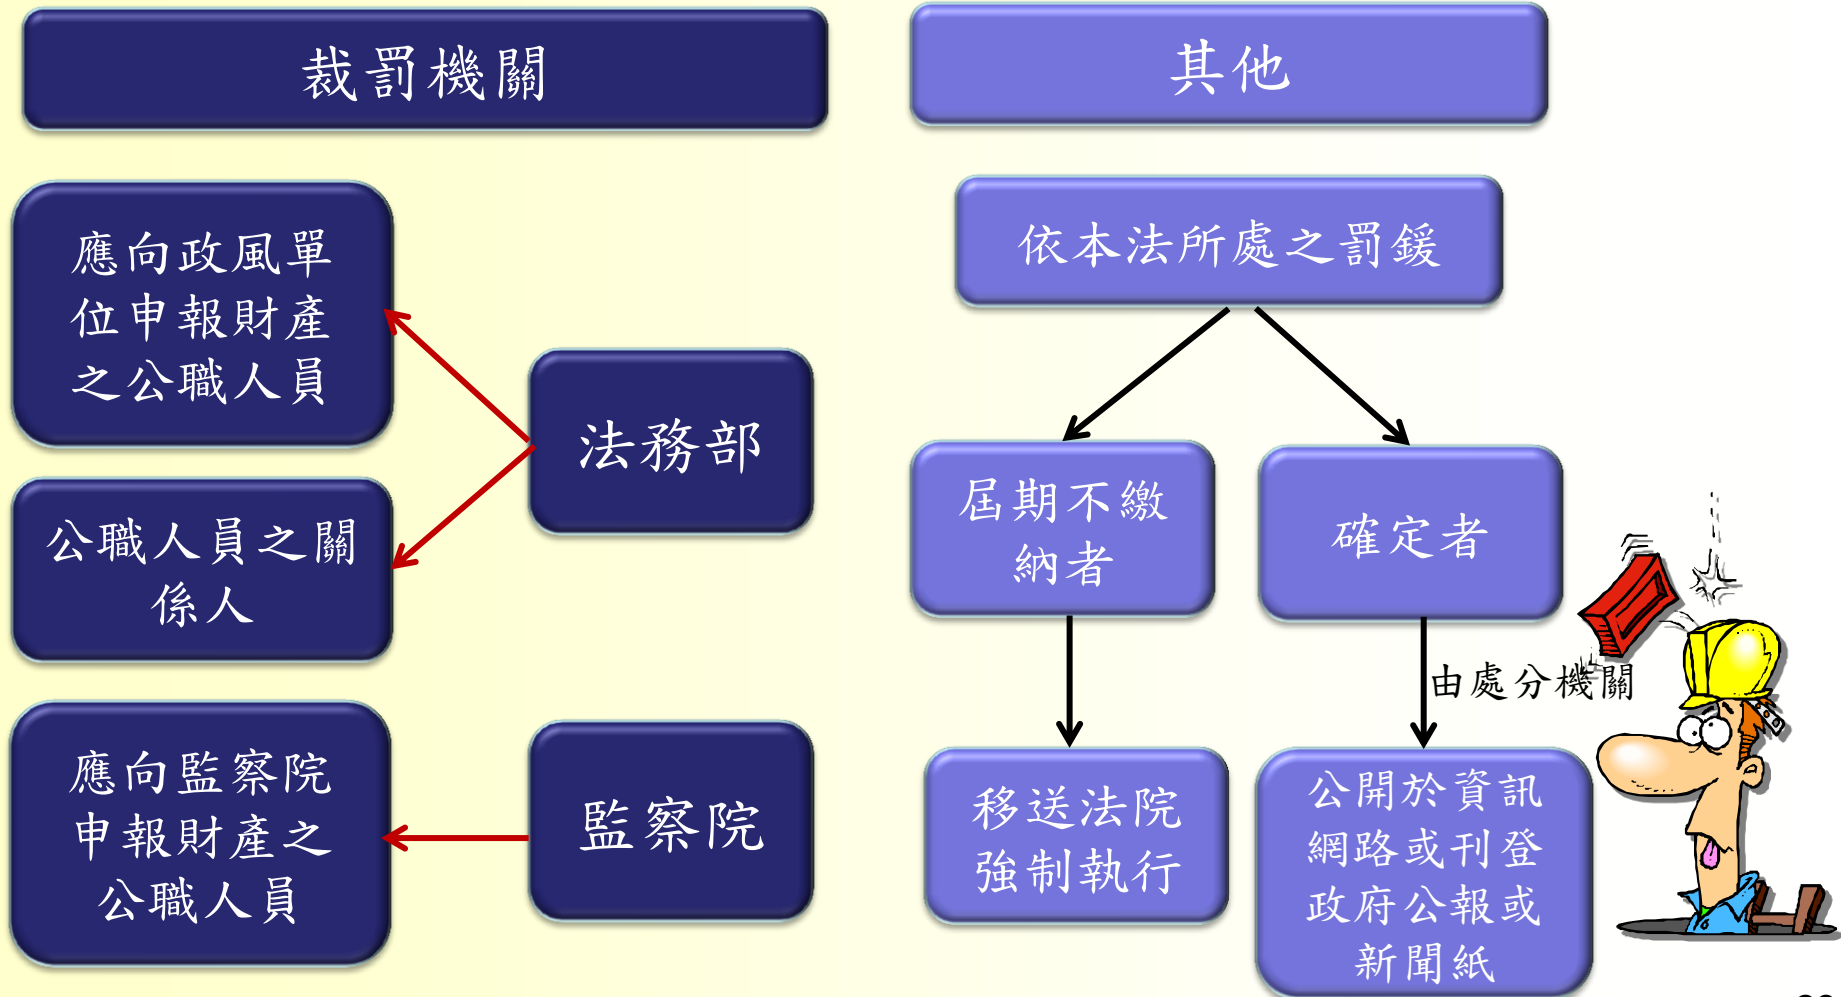 裁罰機關
應向政風單
位申報財產
之公職人員
法務部
公職人員之關
係人
應向監察院
申報財產之
公職人員
監察院
其他
依本法所處之罰鍰
屆期不繳
納者
確定者
由處分機關
移送法院
強制執行
公開於資訊
網路或刊登
政府公報或
新聞紙